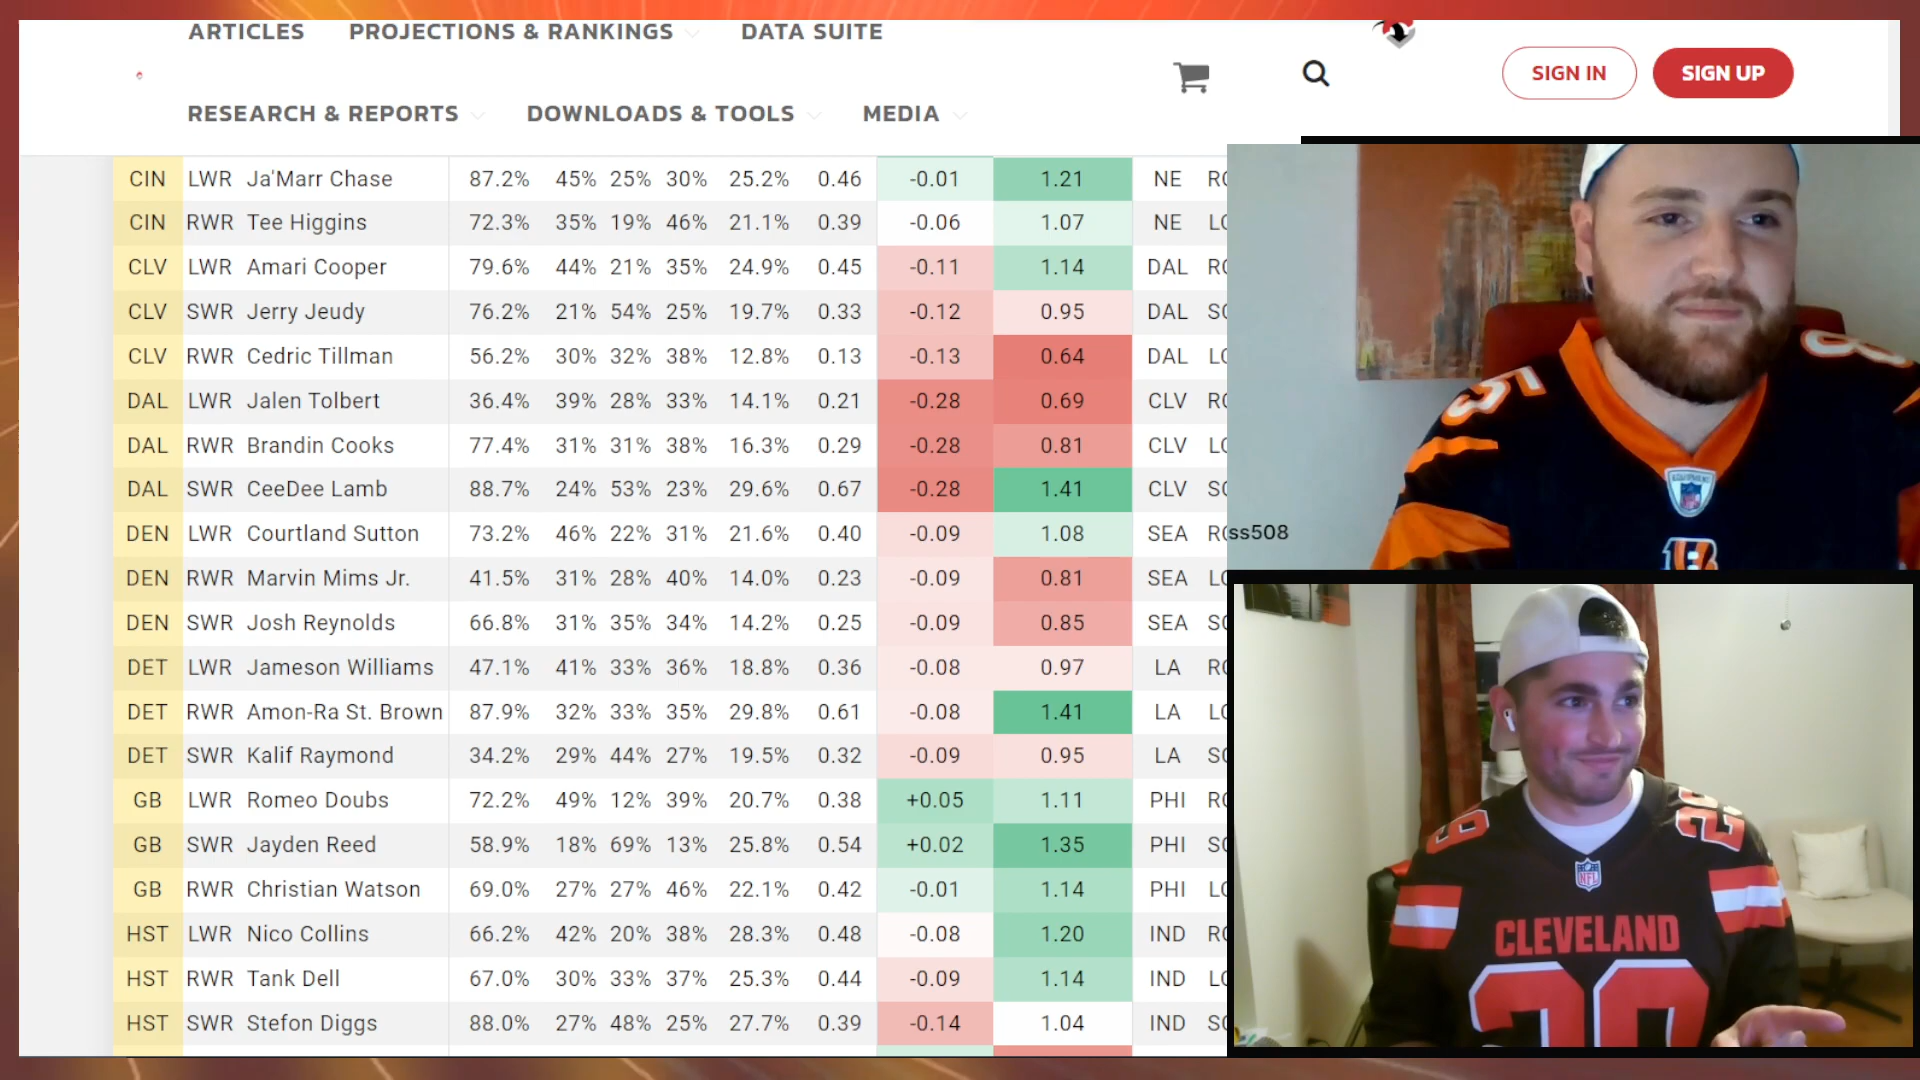 ARTICLES PROJECTIONS & RANKINGS DATA SUITE
SIGN IN SIGN UP
RESEARCH & REPORTS DOWNLOADS & TOOLS MEDIA
CIN LWR Ja'Marr Chase 87.2% 45% 25% 30% 25.2% 0.46 -0.01 1.21 NE
CIN RWR Tee Higgins 72.3% 35% 19% 46% 21.1% 0.39 -0.06 1.07 NE
CLV LWR Amari Cooper 79.6% 44% 21% 35% 24.9% 0.45 -0.11 1.14 DAL
CLV SWR Jerry Jeudy 76.2% 21% 54% 25% 19.7% 0.33 -0.12 0.95 DAL
CLV RWR Cedric Tillman 56.2% 30% 32% 38% 12.8% 0.13 -0.13 0.64 DAL
DAL LWR Jalen Tolbert 36.4% 39% 28% 33% 14.1% 0.21 -0.28 0.69 CLV
DAL RWR Brandin Cooks 77.4% 31% 31% 38% 16.3% 0.29 -0.28 0.81 CLV
DAL SWR CeeDee Lamb 88.7% 24% 53% 23% 29.6% 0.67 -0.28 1.41 CLV
DEN LWR Courtland Sutton 73.2% 46% 22% 31% 21.6% 0.40 -0.09 1.08 SEA
ss508
DEN RWR Marvin Mims Jr. 41.5% 31% 28% 40% 14.0% 0.23 -0.09 0.81 SEA
DEN SWR Josh Reynolds 66.8% 31% 35% 34% 14.2% 0.25 -0.09 0.85 SEA
DET LWR Jameson Williams 47.1% 41% 33% 36% 18.8% 0.36 -0.08 0.97 LA
DET RWR Amon-Ra St. Brown 87.9% 32% 33% 35% 29.8% 0.61 -0.08 1.41 LA
DET SWR Kalif Raymond 34.2% 29% 44% 27% 19.5% 0.32 -0.09 0.95 LA
GB LWR Romeo Doubs 72.2% 49% 12% 39% 20.7% 0.38 +0.05 1.11 PHI
GB SWR Jayden Reed 58.9% 18% 69% 13% 25.8% 0.54 +0.02 1.35 PHI
GB RWR Christian Watson 69.0% 27% 27% 46% 22.1% 0.42 -0.01 1.14 PHI
HST LWR Nico Collins 66.2% 42% 20% 38% 28.3% 0.48 -0.08 1.20 IND
HST RWR Tank Dell 67.0% 30% 33% 37% 25.3% 0.44 -0.09 1.14 IND
HST SWR Stefon Diggs 88.0% 27% 48% 25% 27.7% 0.39 -0.14 1.04 IND
5
B
29
29
NFL
CLEVELAND
29